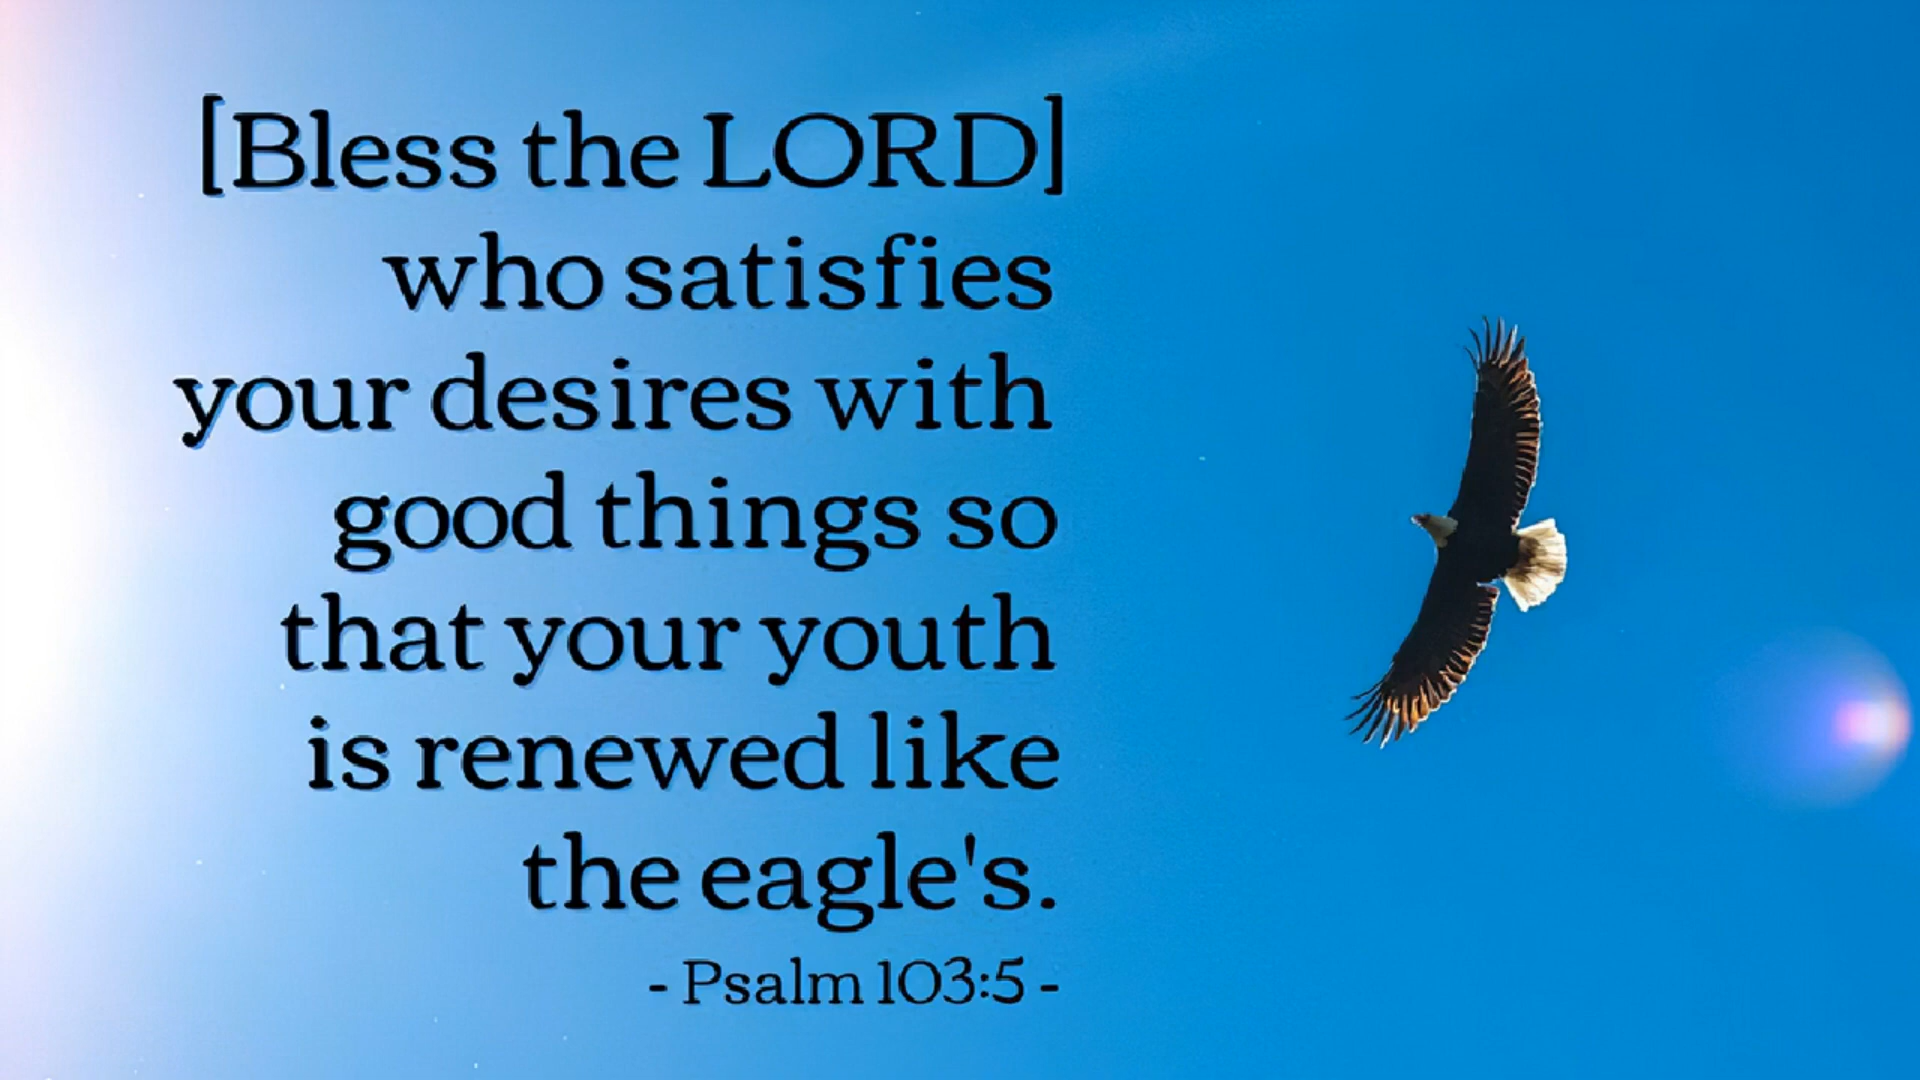 [Bless the LORD]
who satisfies
your desires with
good things so
that your youth
is renewed like
the eagle's.
- Psalm 103:5 -